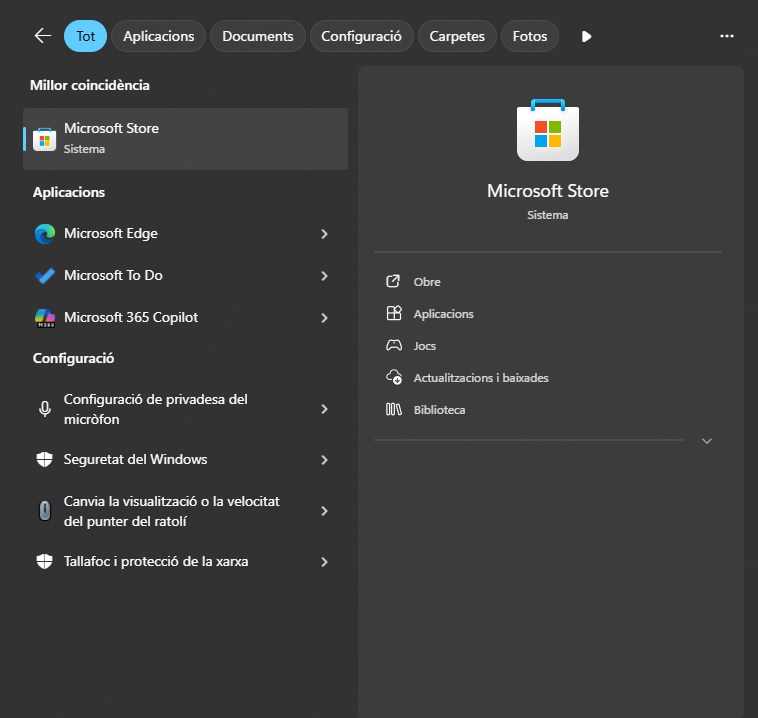 Tot
Aplicacions
Documents
Configuració
Carpetes
Fotos
Millor coincidència
Microsoft Store
Sistema
Aplicacions
Microsoft Edge
Microsoft To Do
Microsoft 365 Copilot
Configuració
Configuració de privadesa del
micròfon
Seguretat del Windows
Canvia la visualització o la velocitat
del punter del ratolí
Tallafoc i protecció de la xarxa
Microsoft Store
Sistema
Obre
Aplicacions
Jocs
Actualitzacions i baixades
Biblioteca